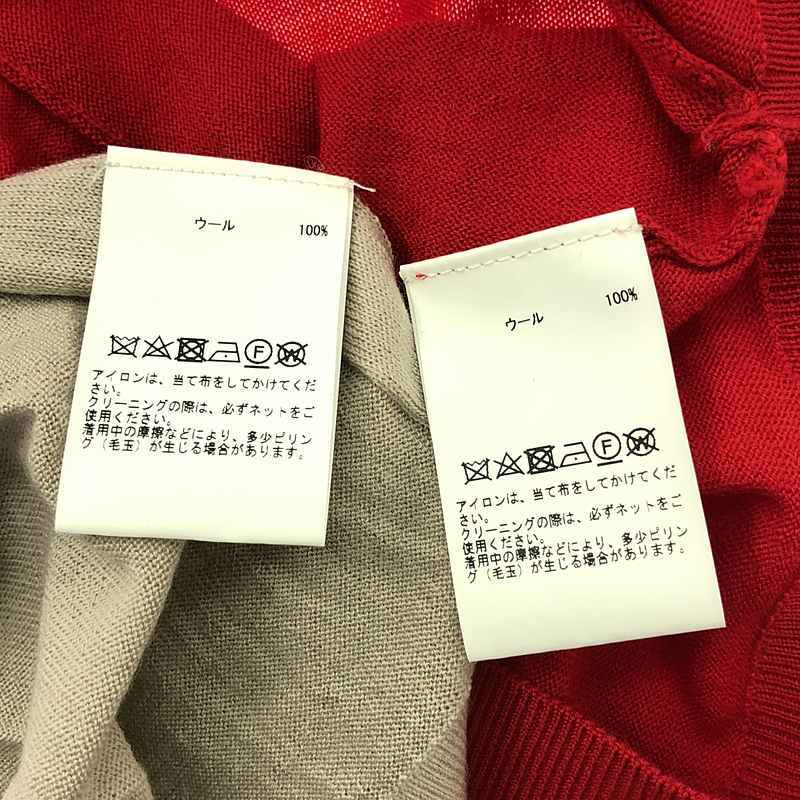 ウール 100%
F W
アイロンは、当て布をしてかけてくだ
さい。
クリーニングの際は、必ずネットをご
使用ください。
着用中の摩擦などにより、多少ピリン
グ（毛玉）が生じる場合があります。
ウール 100%
F W
アイロンは、当て布をしてかけてくだ
さい。
クリーニングの際は、必ずネットをご
使用ください。
着用中の摩擦などにより、多少ピリン
グ（毛玉）が生じる場合があります。